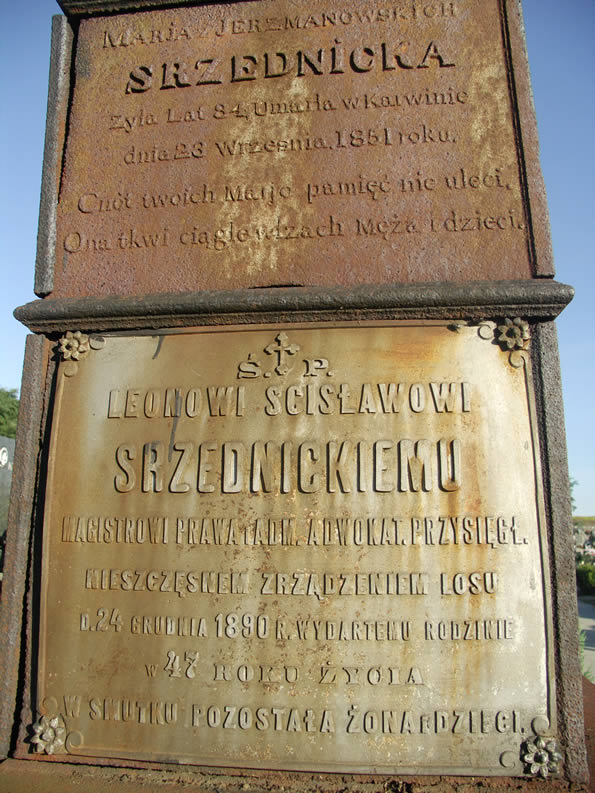 MARJA z JERZMANOWSKICH
SRZEDNICKA
żyła Lat 34, Umarła w Karwinie
dnia 23 Września, 1851 roku.
Cnót twoich Marjo pamięć nie uleci,
Ona tkwi ciągle w łzach Męża i dzieci.
Ś. P.
LEONOWI ŚCISŁAWOWI
SRZEDNICKIEMU
MAGISTROWI PRAWA I ADM. ADWOKAT. PRZYSIĘGŁ.
NIESZCZĘSNEM ZRZĄDZENIEM LOSU
D. 24 GRUDNIA 1890 R. WYDARTEMU RODZINIE
W 47 ROKU ŻYCIA
W SMUTKU POZOSTAŁA ŻONA I DZIECI.